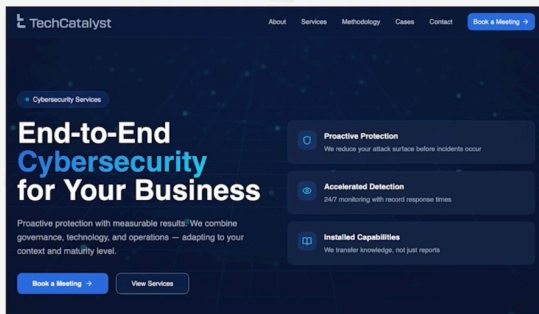 TechCatalyst
About Services Methodology Cases Contact Book a Meeting →
Cybersecurity Services
End-to-End
Cybersecurity
for Your Business
Proactive protection with measurable results. We combine
governance, technology, and operations — adapting to your
context and maturity level.
Book a Meeting →
View Services
Proactive Protection
We reduce your attack surface before incidents occur
Accelerated Detection
24/7 monitoring with record response times
Installed Capabilities
We transfer knowledge, not just reports